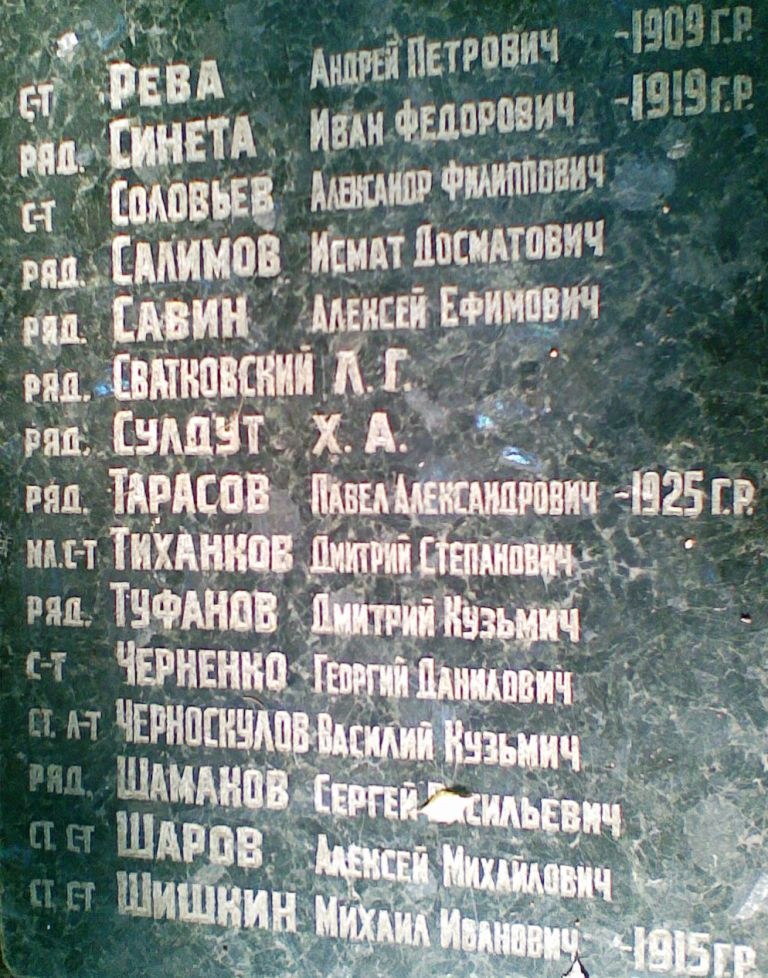 С-Т РЕВА АНДРЕЙ ПЕТРОВИЧ -1909 Г.Р.
РЯД. СИНЕТА ИВАН ФЕДОРОВИЧ -1919 Г.Р.
С-Т СОЛОВЬЕВ АЛЕКСАНДР ФИЛИППОВИЧ
РЯД. САЛИМОВ ИСМАТ ДОСМАТОВИЧ
РЯД. САВИН АЛЕКСЕЙ ЕФИМОВИЧ
РЯД. СВАТКОВСКИЙ Л. Г.
РЯД. СУЛДУТ Х. А.
РЯД. ТАРАСОВ ПАВЕЛ АЛЕКСАНДРОВИЧ -1925 Г.Р.
МЛ.С-Т ТИХАНКОВ ДМИТРИЙ СТЕПАНОВИЧ
РЯД. ТУФАНОВ ДМИТРИЙ КУЗЬМИЧ
С-Т ЧЕРНЕНКО ГЕОРГИЙ ДАНИЛОВИЧ
СТ. Л-Т ЧЕРНОСКУЛОВ ВАСИЛИЙ КУЗЬМИЧ
РЯД. ШАМАКОВ СЕРГЕЙ ВАСИЛЬЕВИЧ
СТ. СТ ШАРОВ АЛЕКСЕЙ МИХАЙЛОВИЧ
СТ. СТ ШИШКИН МИХАИЛ ИВАНОВИЧ -1915 Г.Р.